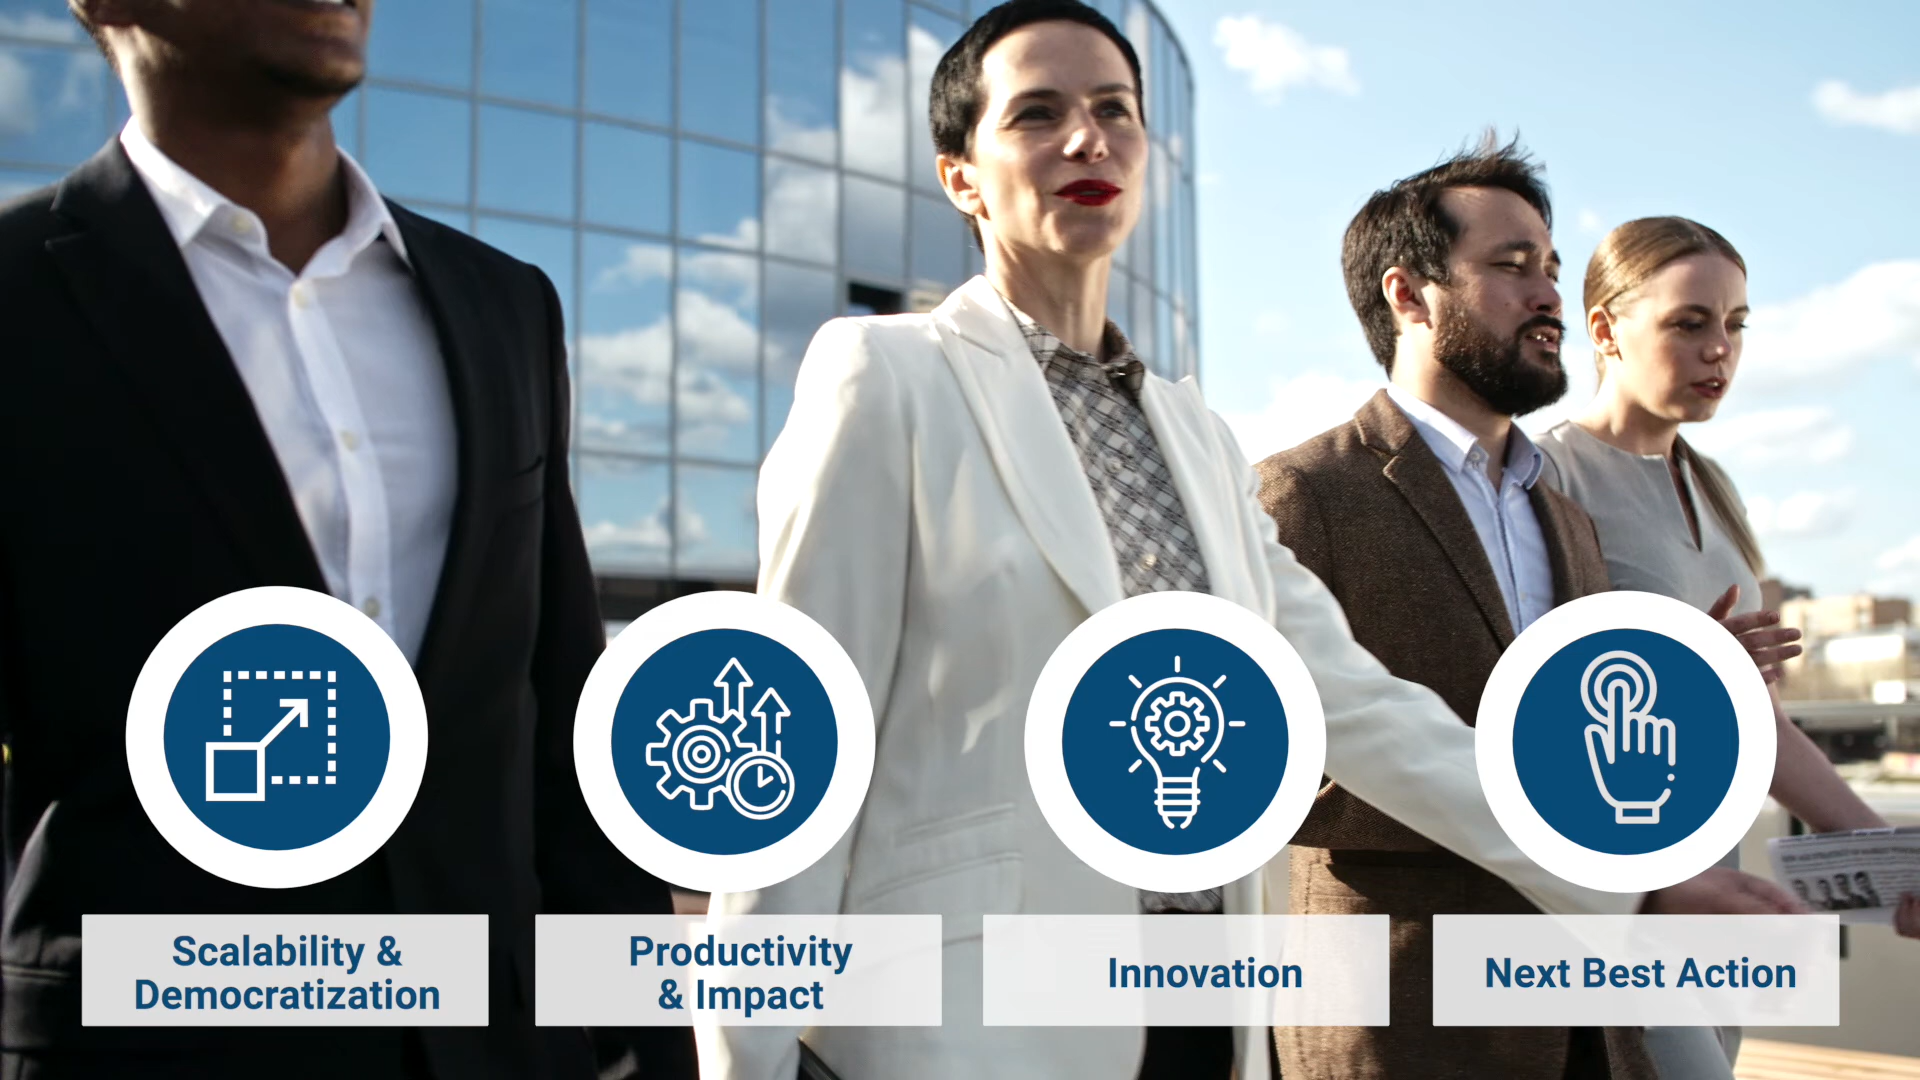 Scalability &
Democratization
Productivity
& Impact
Innovation
Next Best Action